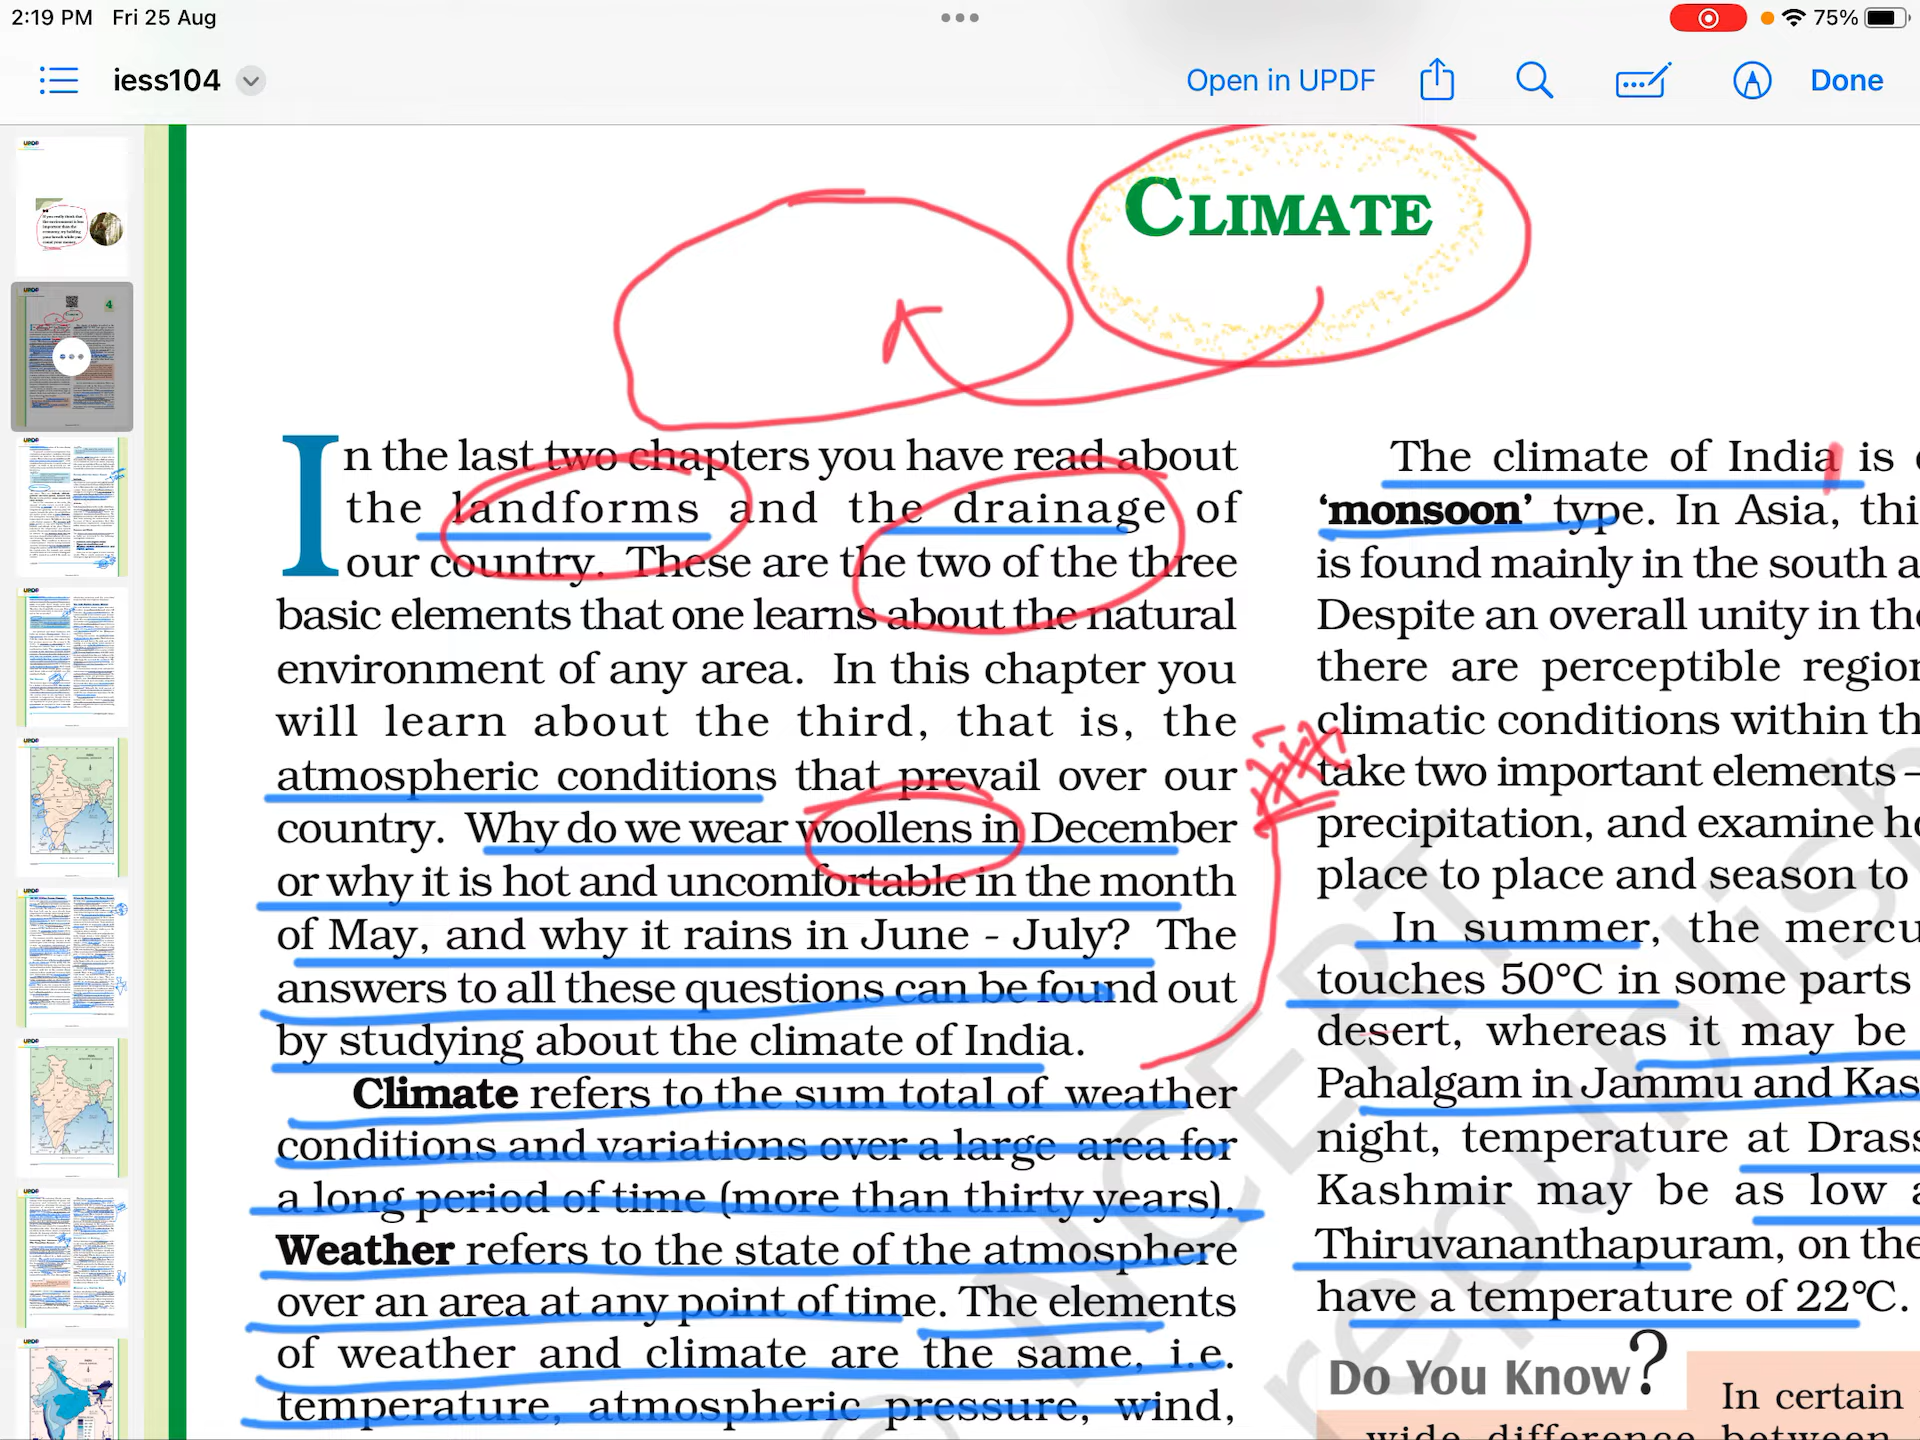 2:19 PM Fri 25 Aug
75%
iess104
Open in UPDF
Done
CLIMATE
In the last two chapters you have read about
the landforms and the drainage of
our country. These are the two of the three
basic elements that one learns about the natural
environment of any area. In this chapter you
will learn about the third, that is, the
atmospheric conditions that prevail over our
country. Why do we wear woollens in December
or why it is hot and uncomfortable in the month
of May, and why it rains in June - July? The
answers to all these questions can be found out
by studying about the climate of India.
Climate refers to the sum total of weather
conditions and variations over a large area for
a long period of time (more than thirty years).
Weather refers to the state of the atmosphere
over an area at any point of time. The elements
of weather and climate are the same, i.e.
temperature, atmospheric pressure, wind,
The climate of India is
‘monsoon’ type. In Asia,
is found mainly in the south
Despite an overall unity in
there are perceptible
climatic conditions within
take two important elements –
precipitation, and examine
place to place and season to
In summer, the
touches 50°C in some parts
desert, whereas it may be
Pahalgam in Jammu and
night, temperature at
Kashmir may be as low
Thiruvananthapuram, on the
have a temperature of 22°C.
Do You Know?
In certain
wide difference between
© NCERT
republish